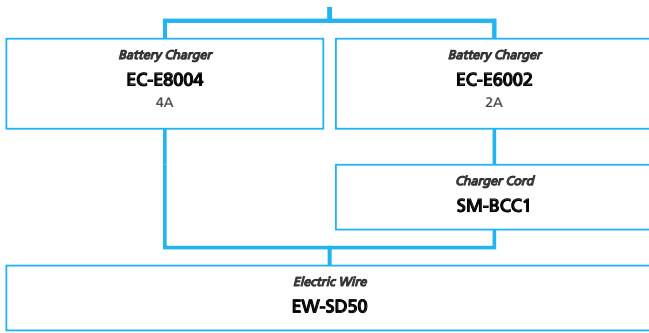 Battery Charger
EC-E8004
4A
Battery Charger
EC-E6002
2A
Charger Cord
SM-BCC1
Electric Wire
EW-SD50